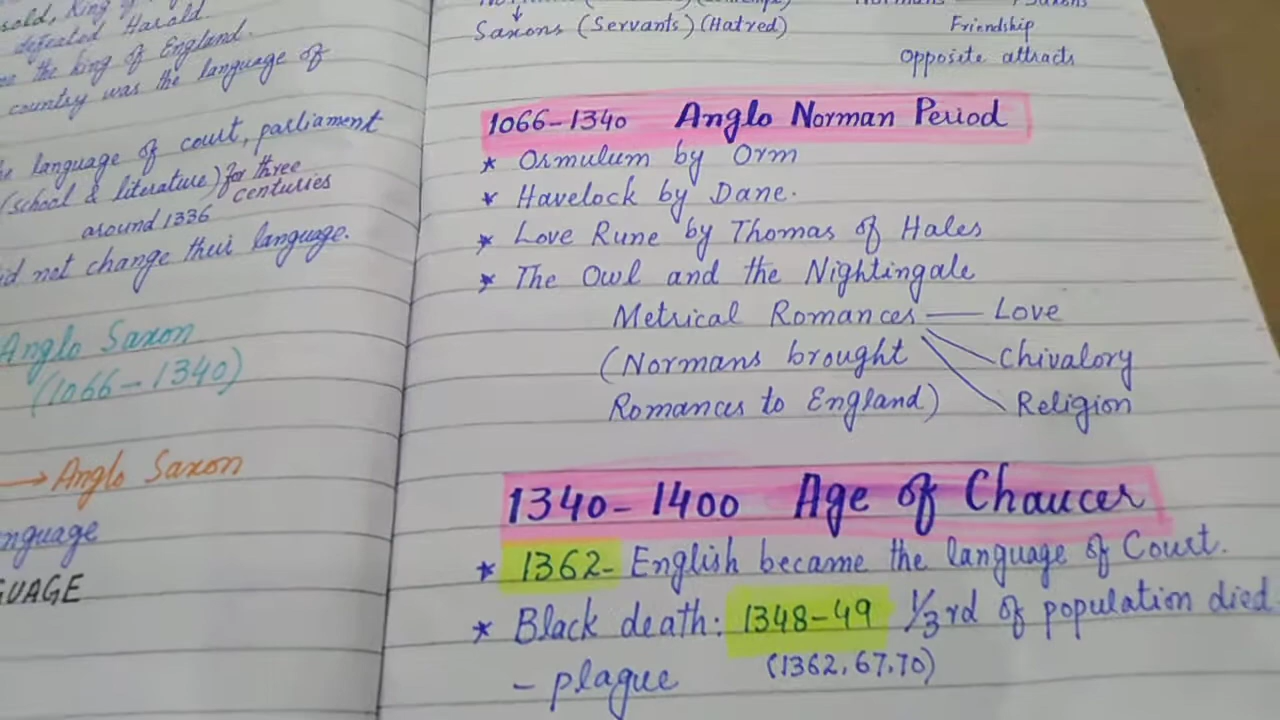 sold, King of
defeated Harold
the king of England.
country was the language of
language of court, parliament
(school & literature) for three
centuries
around 1336
did not change their language.
Anglo Saxon
(1066-1340)
→ Anglo Saxon
nguage
GUAGE
Saxons (Servants) (Hatred)
Friendship
Opposite attracts
1066-1340 Anglo Norman Period
* Ormulum by Orm
* Havelock by Dane.
* Love Rune by Thomas of Hales
* The Owl and the Nightingale
Metrical Romances — Love
(Normans brought Chivalory
Romances to England) Religion
1340-1400 Age of Chaucer
* 1362- English became the language of Court.
* Black death: 1348-49 1/3rd of population died
- plague (1362,67,70)